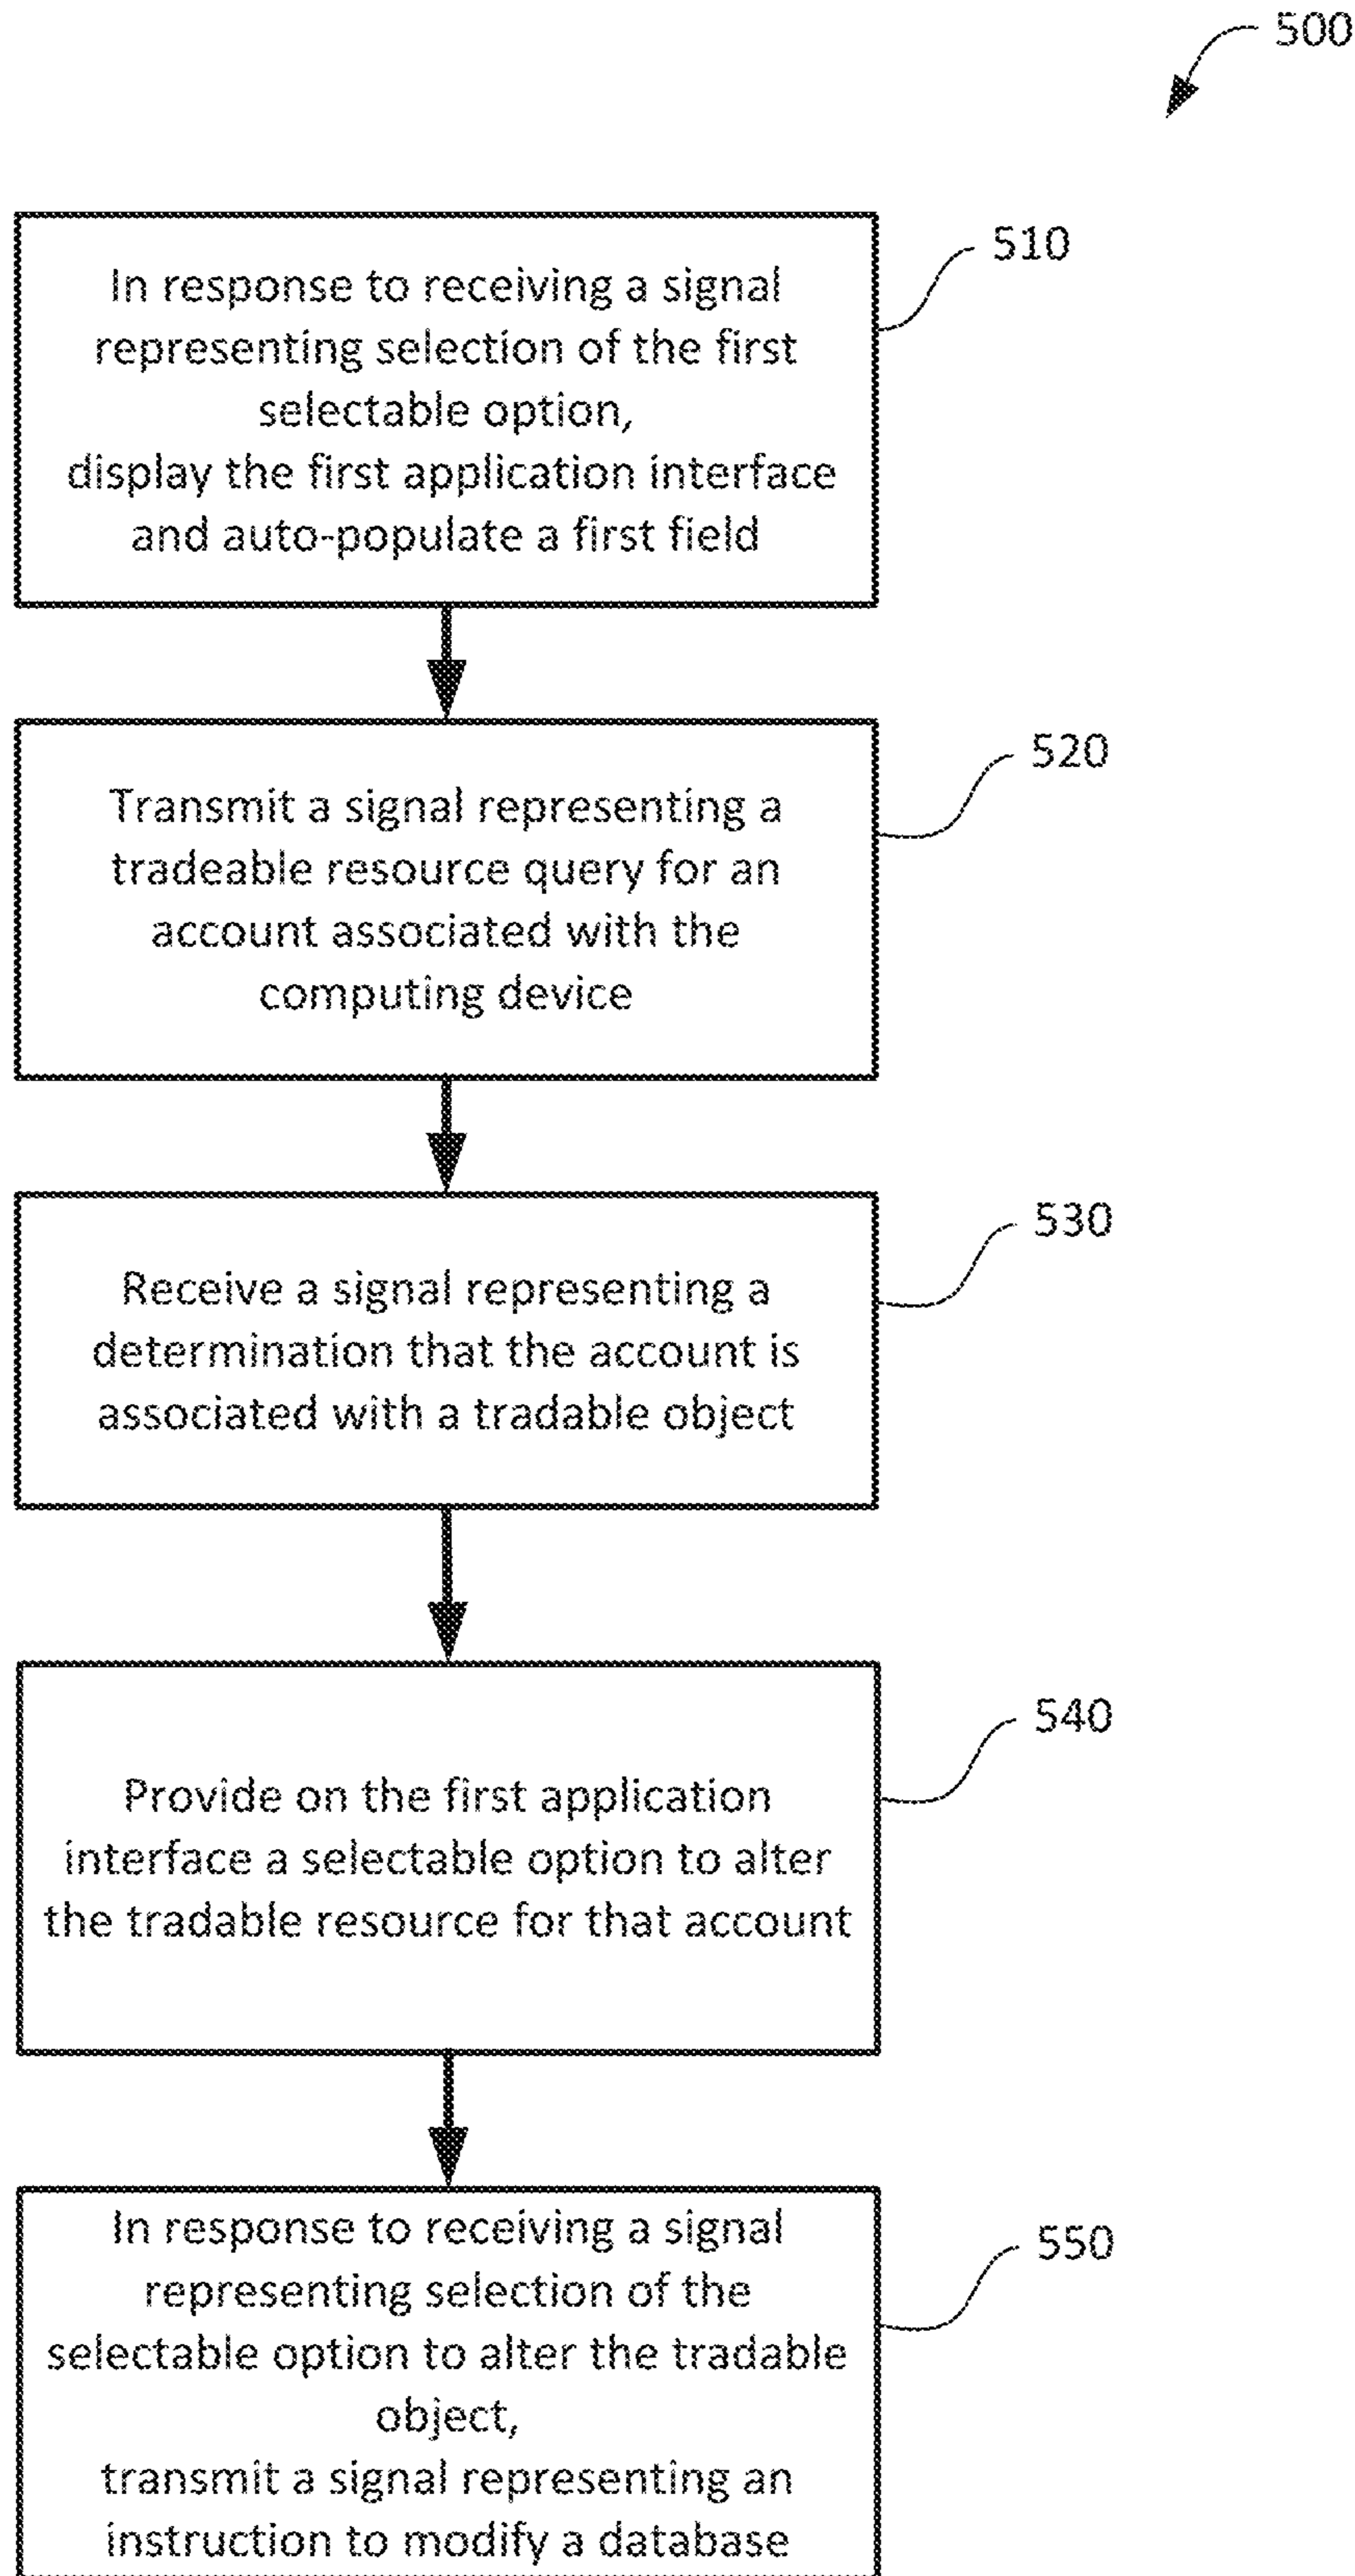 500
510
In response to receiving a signal
representing selection of the first
selectable option,
display the first application interface
and auto-populate a first field
520
Transmit a signal representing a
tradeable resource query for an
account associated with the
computing device
530
Receive a signal representing a
determination that the account is
associated with a tradable object
540
Provide on the first application
interface a selectable option to alter
the tradable resource for that account
550
In response to receiving a signal
representing selection of the
selectable option to alter the tradable
object,
transmit a signal representing an
instruction to modify a database